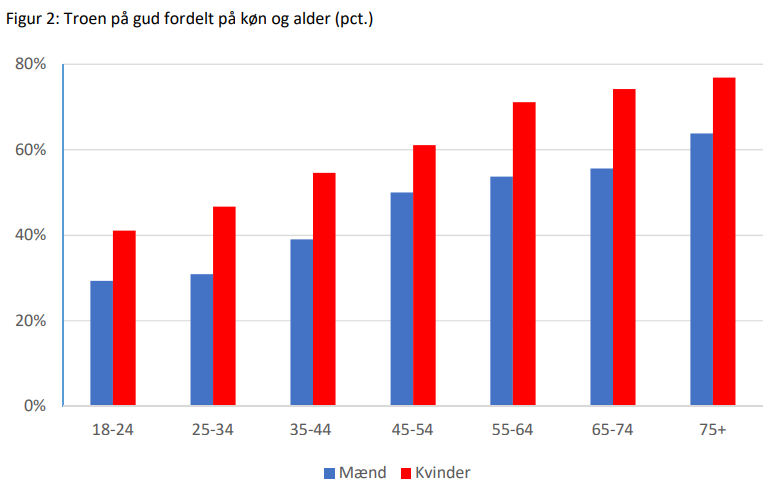 Figur 2: Troen på gud fordelt på køn og alder (pct.)
80%
60%
40%
20%
0%
18-24 25-34 35-44 45-54 55-64 65-74 75+
Mænd Kvinder